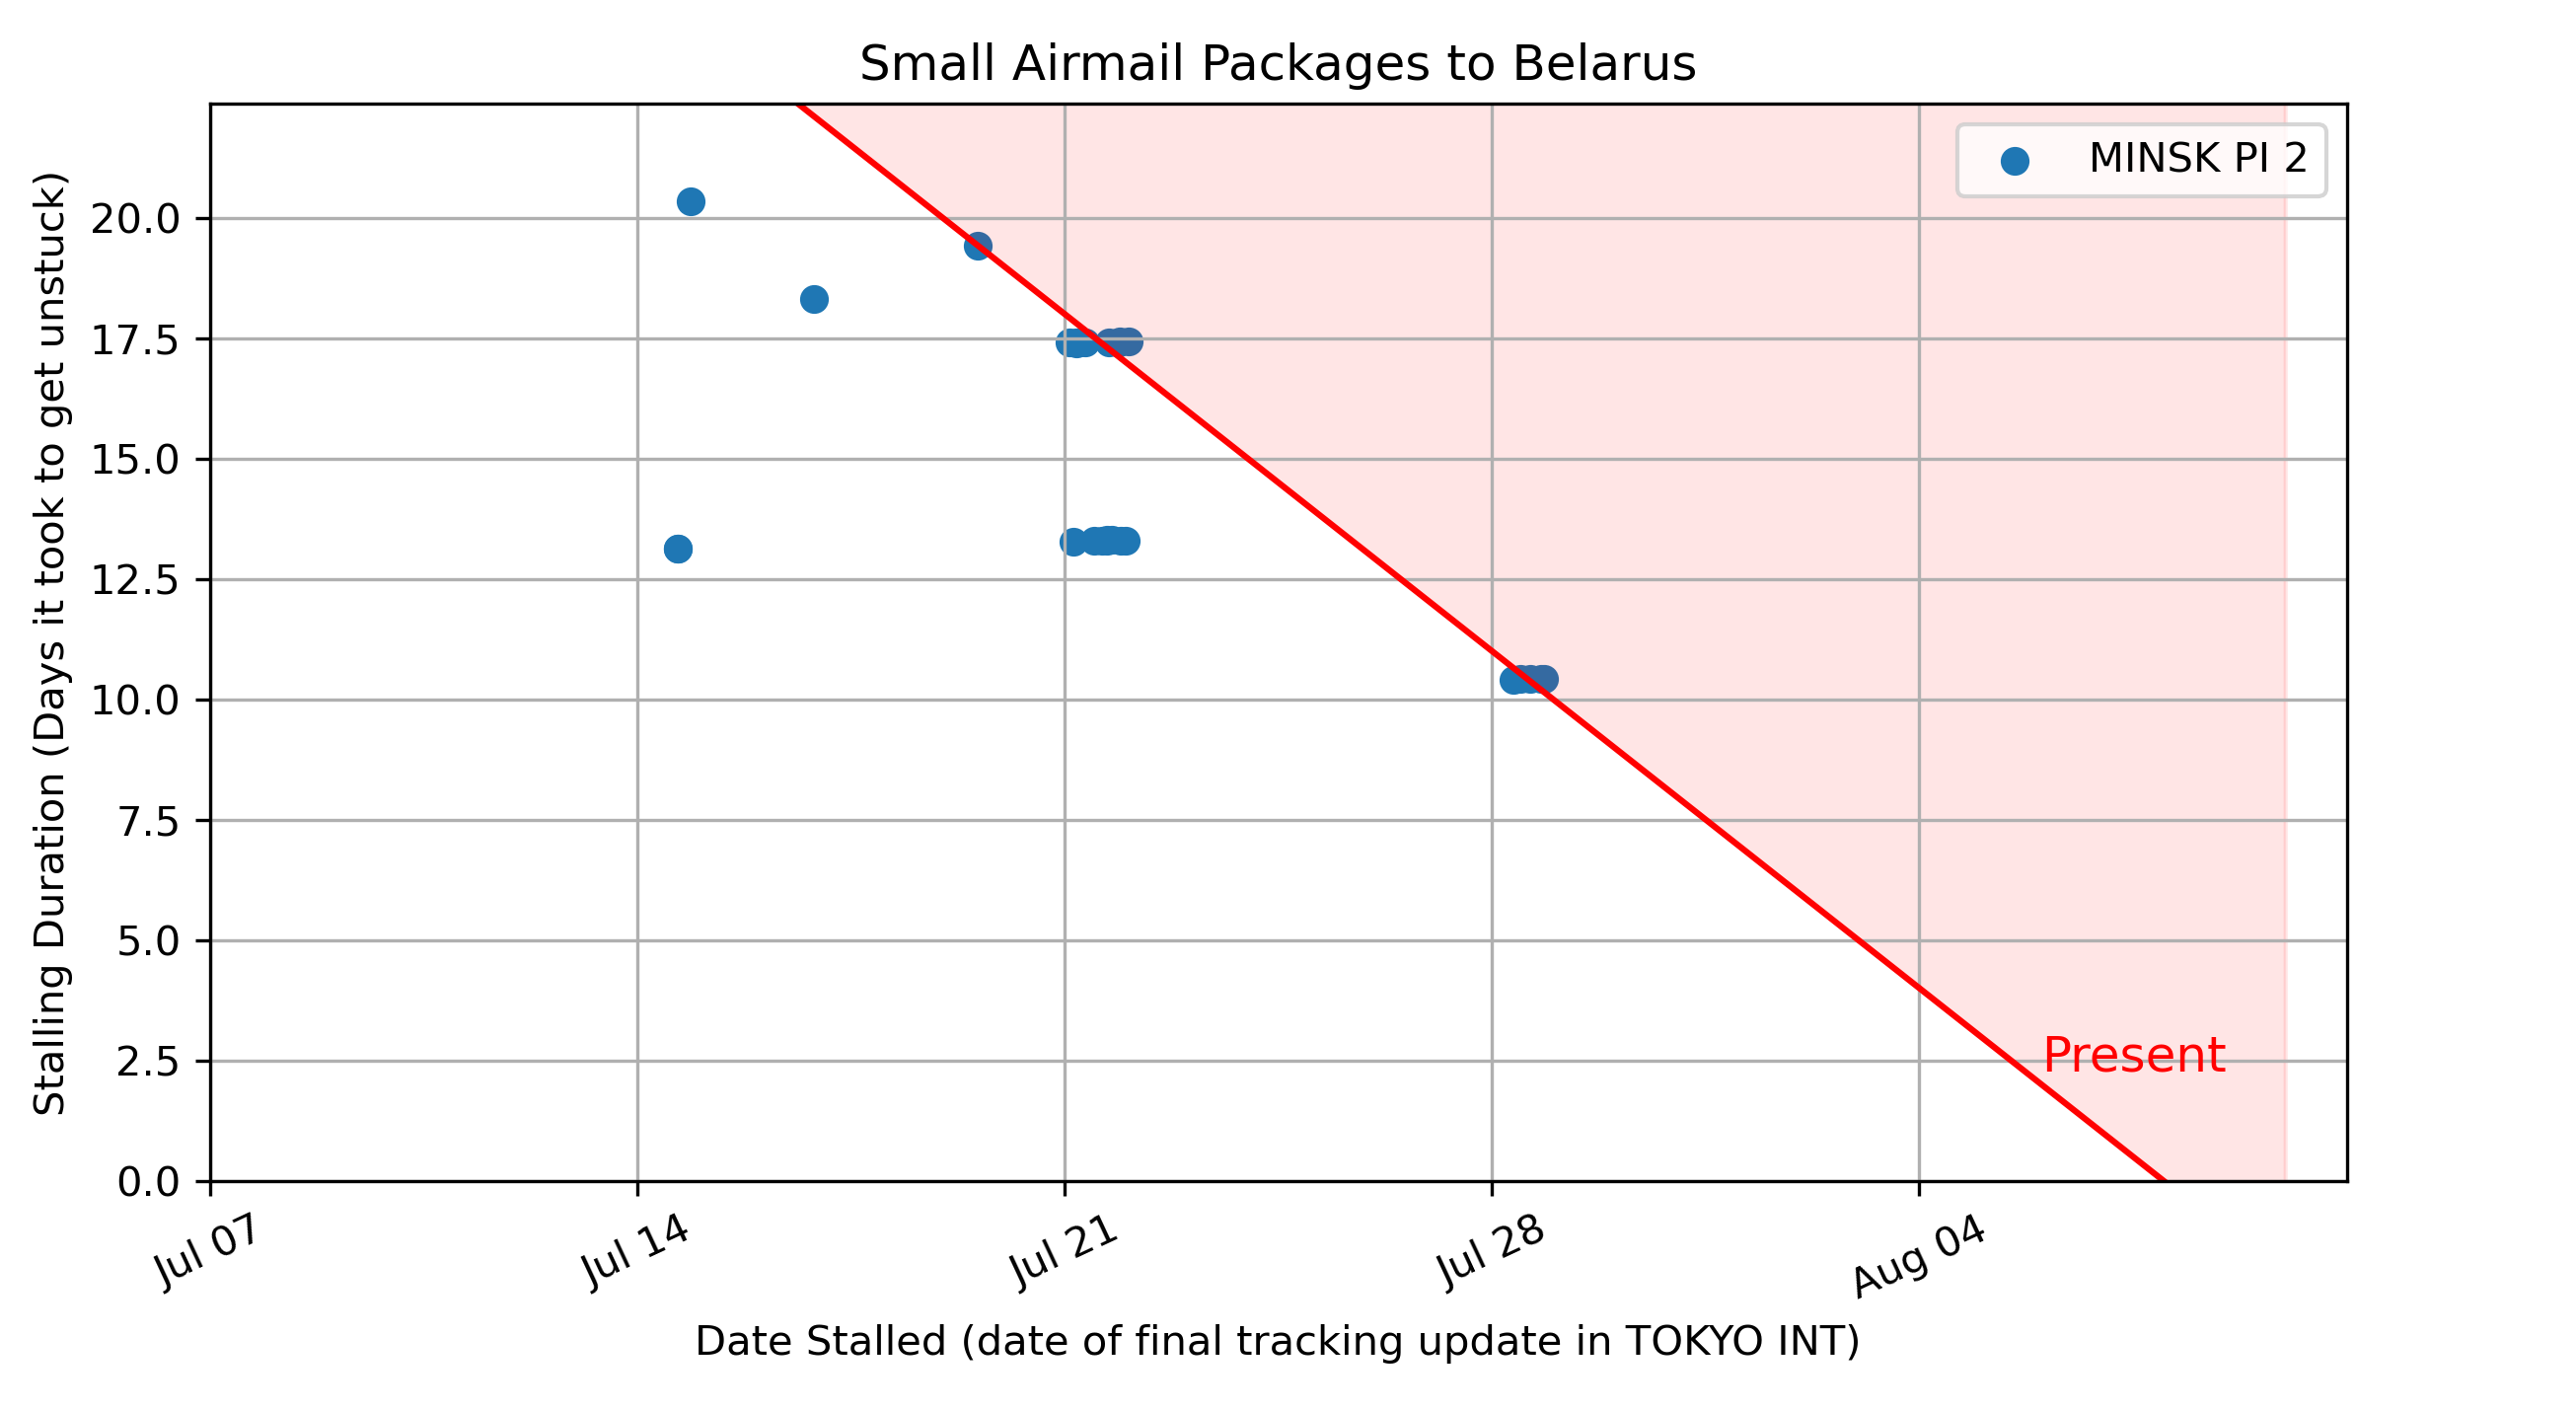 Small Airmail Packages to Belarus
MINSK PI 2
Stalling Duration (Days it took to get unstuck)
20.0
17.5
15.0
12.5
10.0
7.5
5.0
2.5
0.0
Present
Jul 07
Jul 14
Jul 21
Jul 28
Aug 04
Date Stalled (date of final tracking update in TOKYO INT)